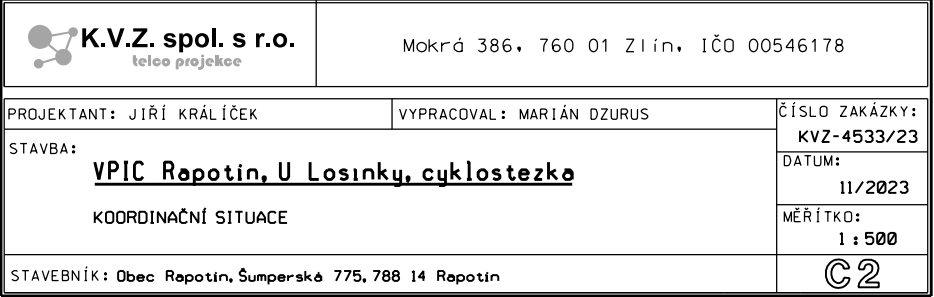 K.V.Z. spol. s r.o.
telco projekce
Mokrá 386, 760 01 Zlín, IČO 00546178
PROJEKTANT: JIŘÍ KRÁLÍČEK
VYPRACOVAL: MARIÁN DZURUS
ČÍSLO ZAKÁZKY:
KVZ-4533/23
STAVBA:
VPIC Rapotín, U Losinky, cyklostezka
KOORDINAČNÍ SITUACE
DATUM:
11/2023
MĚŘÍTKO:
1:500
STAVEBNÍK: Obec Rapotín, Šumperská 775, 788 14 Rapotín
C2